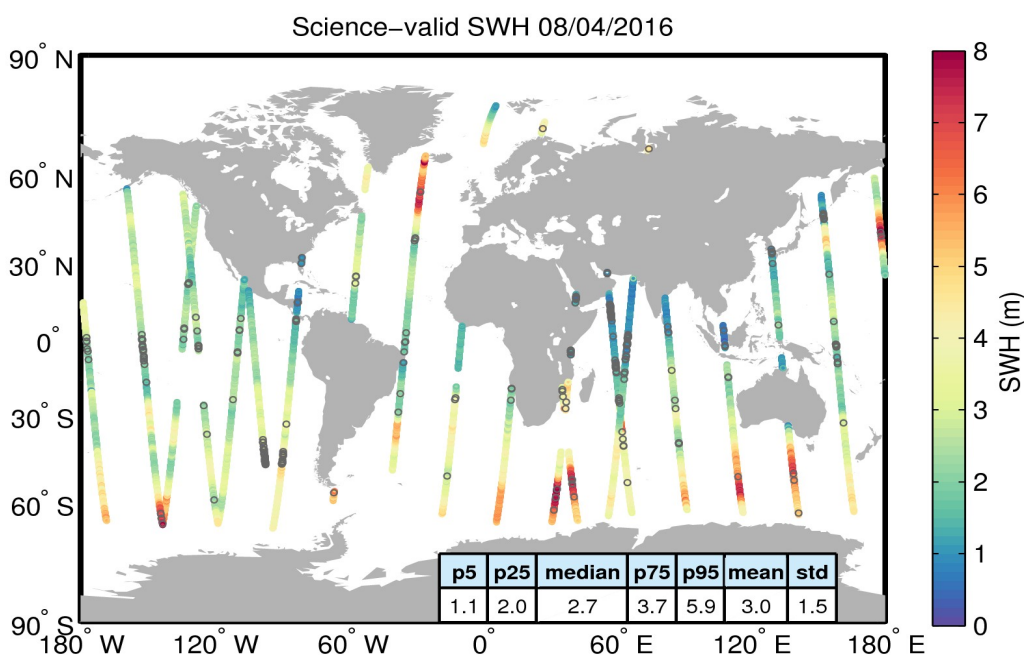 Science-valid SWH 08/04/2016
90° N
60° N
30° N
0°
30° S
60° S
90° S
180° W
120° W
60° W
0°
60° E
120° E
180° E
p5 p25 median p75 p95 mean std
1.1 2.0 2.7 3.7 5.9 3.0 1.5
8
7
6
5
4
3
2
1
0
SWH (m)